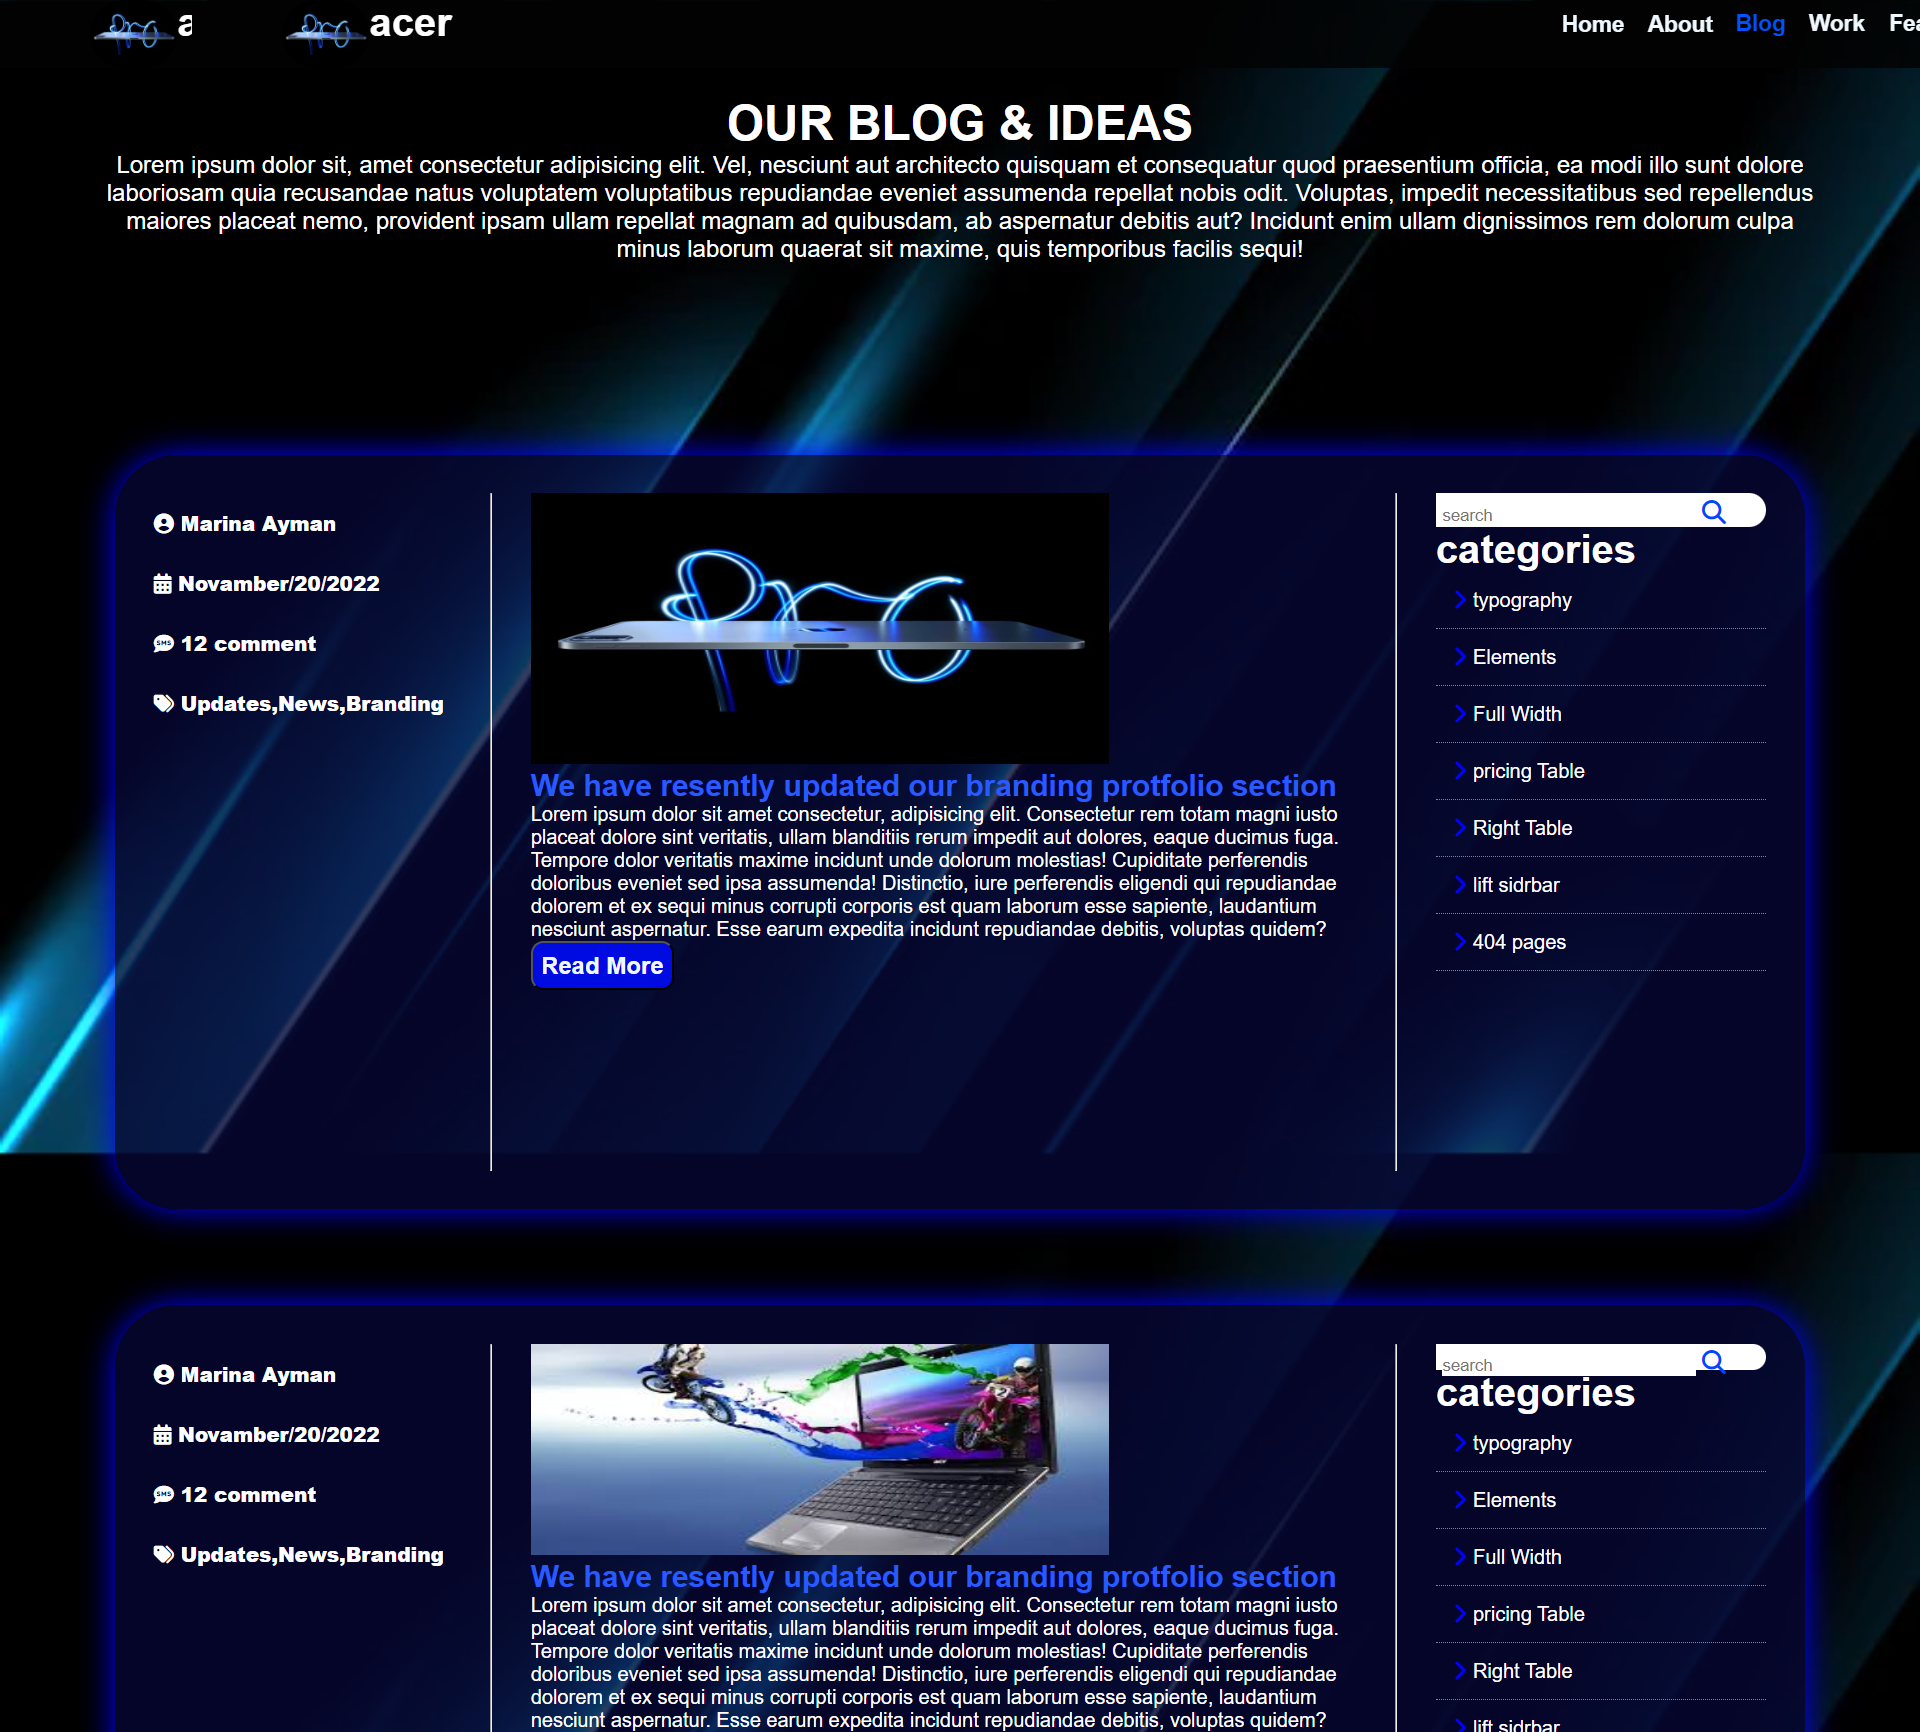 a
acer
Home About Blog Work Fea
OUR BLOG & IDEAS
Lorem ipsum dolor sit, amet consectetur adipisicing elit. Vel, nesciunt aut architecto quisquam et consequatur quod praesentium officia, ea modi illo sunt dolore
laboriosam quia recusandae natus voluptatem voluptatibus repudiandae eveniet assumenda repellat nobis odit. Voluptas, impedit necessitatibus sed repellendus
maiores placeat nemo, provident ipsam ullam repellat magnam ad quibusdam, ab aspernatur debitis aut? Incidunt enim ullam dignissimos rem dolorum culpa
minus laborum quaerat sit maxime, quis temporibus facilis sequi!
Marina Ayman
Novamber/20/2022
12 comment
Updates,News,Branding
Pro
We have resently updated our branding protfolio section
Lorem ipsum dolor sit amet consectetur, adipisicing elit. Consectetur rem totam magni iusto
placeat dolore sint veritatis, ullam blanditiis rerum impedit aut dolores, eaque ducimus fuga.
Tempore dolor veritatis maxime incidunt unde dolorum molestias! Cupiditate perferendis
doloribus eveniet sed ipsa assumenda! Distinctio, iure perferendis eligendi qui repudiandae
dolorem et ex sequi minus corrupti corporis est quam laborum esse sapiente, laudantium
nesciunt aspernatur. Esse earum expedita incidunt repudiandae debitis, voluptas quidem?
Read More
search
categories
typography
Elements
Full Width
pricing Table
Right Table
lift sidrbar
404 pages
Marina Ayman
Novamber/20/2022
12 comment
Updates,News,Branding
We have resently updated our branding protfolio section
Lorem ipsum dolor sit amet consectetur, adipisicing elit. Consectetur rem totam magni iusto
placeat dolore sint veritatis, ullam blanditiis rerum impedit aut dolores, eaque ducimus fuga.
Tempore dolor veritatis maxime incidunt unde dolorum molestias! Cupiditate perferendis
doloribus eveniet sed ipsa assumenda! Distinctio, iure perferendis eligendi qui repudiandae
dolorem et ex sequi minus corrupti corporis est quam laborum esse sapiente, laudantium
nesciunt aspernatur. Esse earum expedita incidunt repudiandae debitis, voluptas quidem?
search
categories
typography
Elements
Full Width
pricing Table
Right Table
lift sidrbar